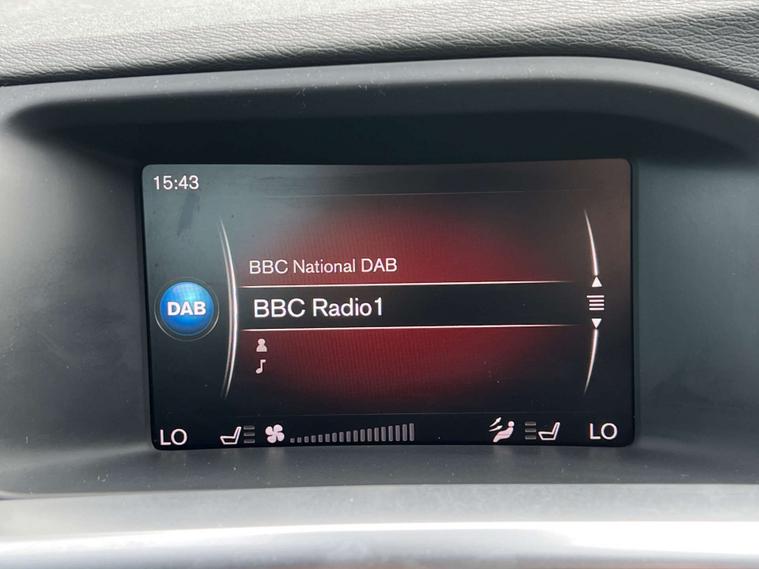 15:43
BBC National DAB
DAB
BBC Radio1
LO
LO